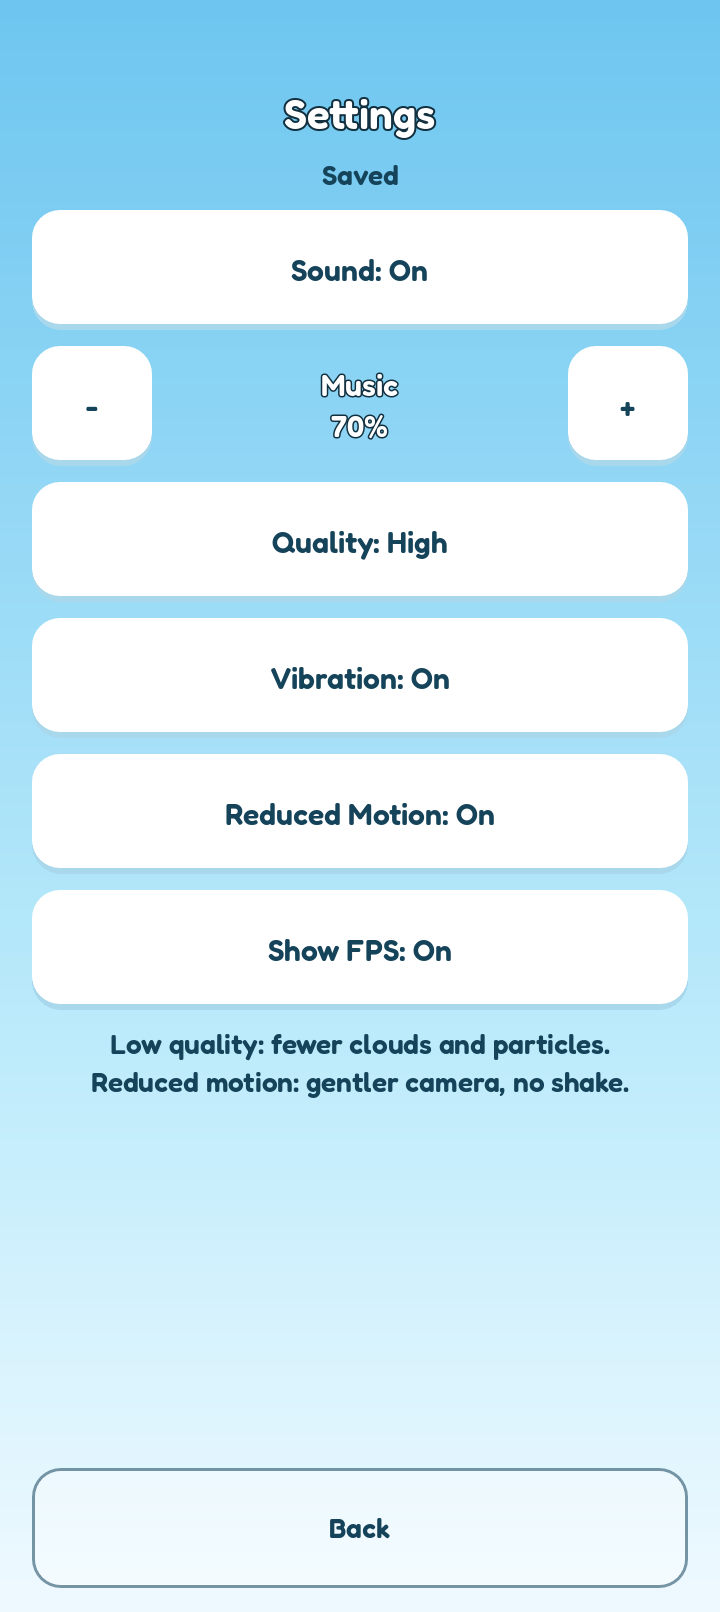 Settings
Saved
Sound: On
-
Music
70%
+
Quality: High
Vibration: On
Reduced Motion: On
Show FPS: On
Low quality: fewer clouds and particles.
Reduced motion: gentler camera, no shake.
Back